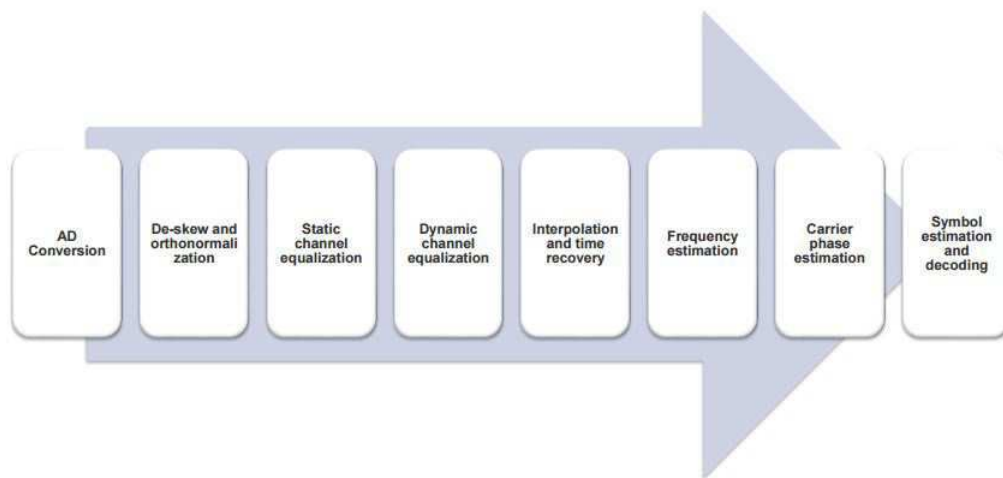 AD
Conversion
De-skew and
orthonormali
zation
Static
channel
equalization
Dynamic
channel
equalization
Interpolation
and time
recovery
Frequency
estimation
Carrier
phase
estimation
Symbol
estimation
and
decoding